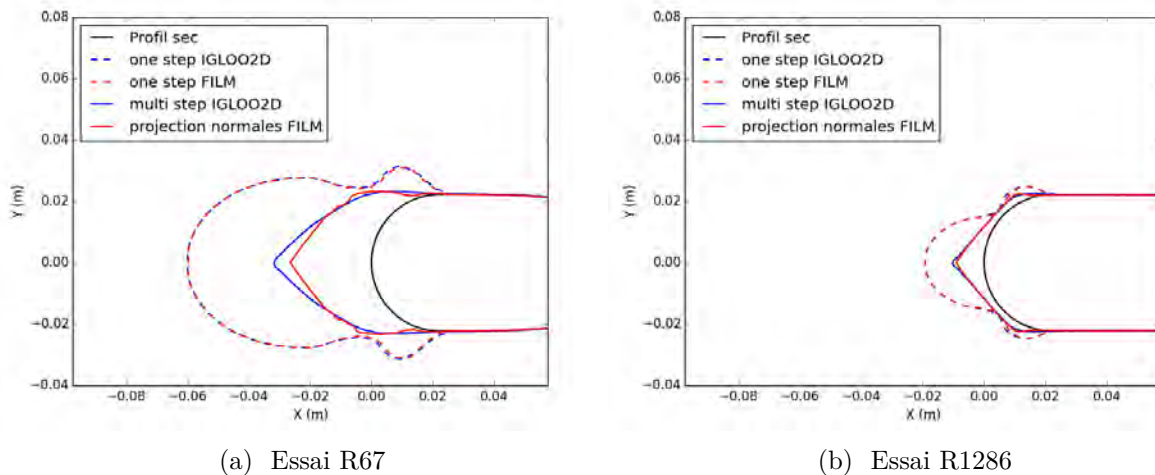 0.08
0.06
0.04
0.02
0.00
−0.02
−0.04
Y (m)
Profil sec
one step IGLOO2D
one step FILM
multi step IGLOO2D
projection normales FILM
−0.08 −0.06 −0.04 −0.02 0.00 0.02 0.04
X (m)
(a) Essai R67
0.08
0.06
0.04
0.02
0.00
−0.02
−0.04
Y (m)
Profil sec
one step IGLOO2D
one step FILM
multi step IGLOO2D
projection normales FILM
−0.08 −0.06 −0.04 −0.02 0.00 0.02 0.04
X (m)
(b) Essai R1286